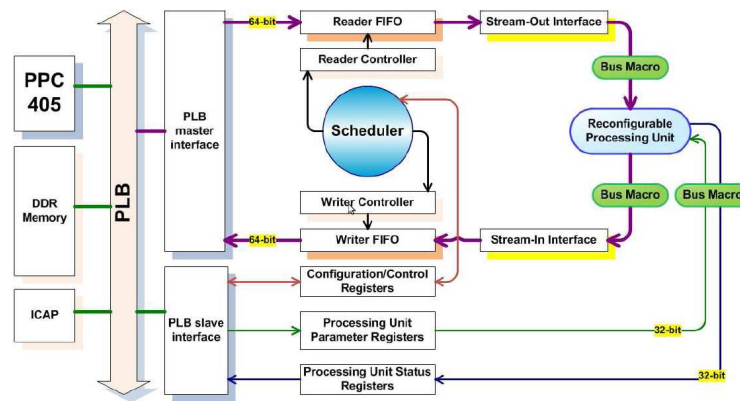 PPC
405
DDR
Memory
ICAP
PLB
PLB
master
interface
PLB slave
interface
64-bit
Reader FIFO
Stream-Out Interface
Reader Controller
Bus Macro
Scheduler
Reconfigurable
Processing Unit
Writer Controller
Bus Macro
Bus Macro
64-bit
Writer FIFO
Stream-In Interface
Configuration/Control
Registers
Processing Unit
Parameter Registers
32-bit
Processing Unit Status
Registers
32-bit